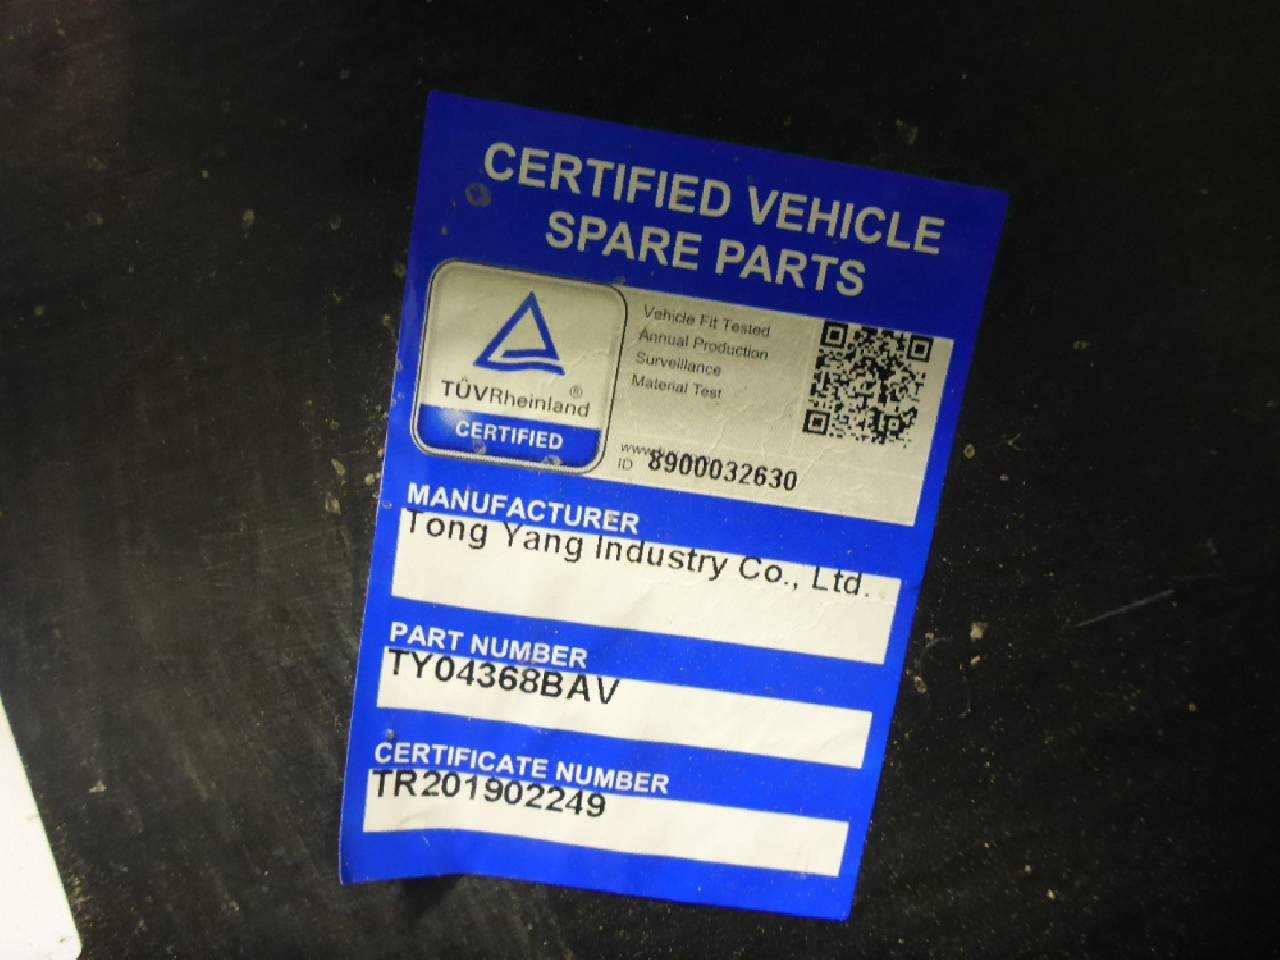 CERTIFIED VEHICLE
SPARE PARTS
Vehicle Fit Tested
Annual Production
Surveillance
Material Test
TÜVRheinland®
CERTIFIED
ID 8900032630
MANUFACTURER
Tong Yang Industry Co., Ltd.
PART NUMBER
TY04368BAV
CERTIFICATE NUMBER
TR201902249